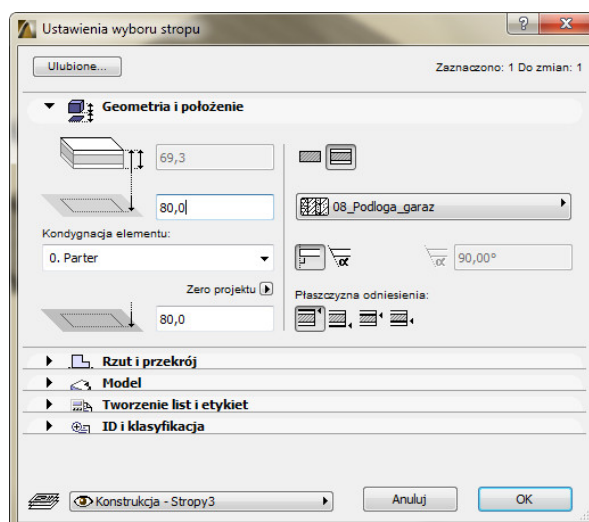 Ustawienia wyboru stropu
Ulubione...
Zaznaczono: 1 Do zmian: 1
Geometria i położenie
69,3
80,0
Kondygnacja elementu:
0. Parter
Zero projektu
80,0
08_Podloga_garaz
α
α
90,00°
Płaszczyzna odniesienia:
Rzut i przekrój
Model
Tworzenie list i etykiet
ID i klasyfikacja
Konstrukcja - Stropy3
Anuluj
OK